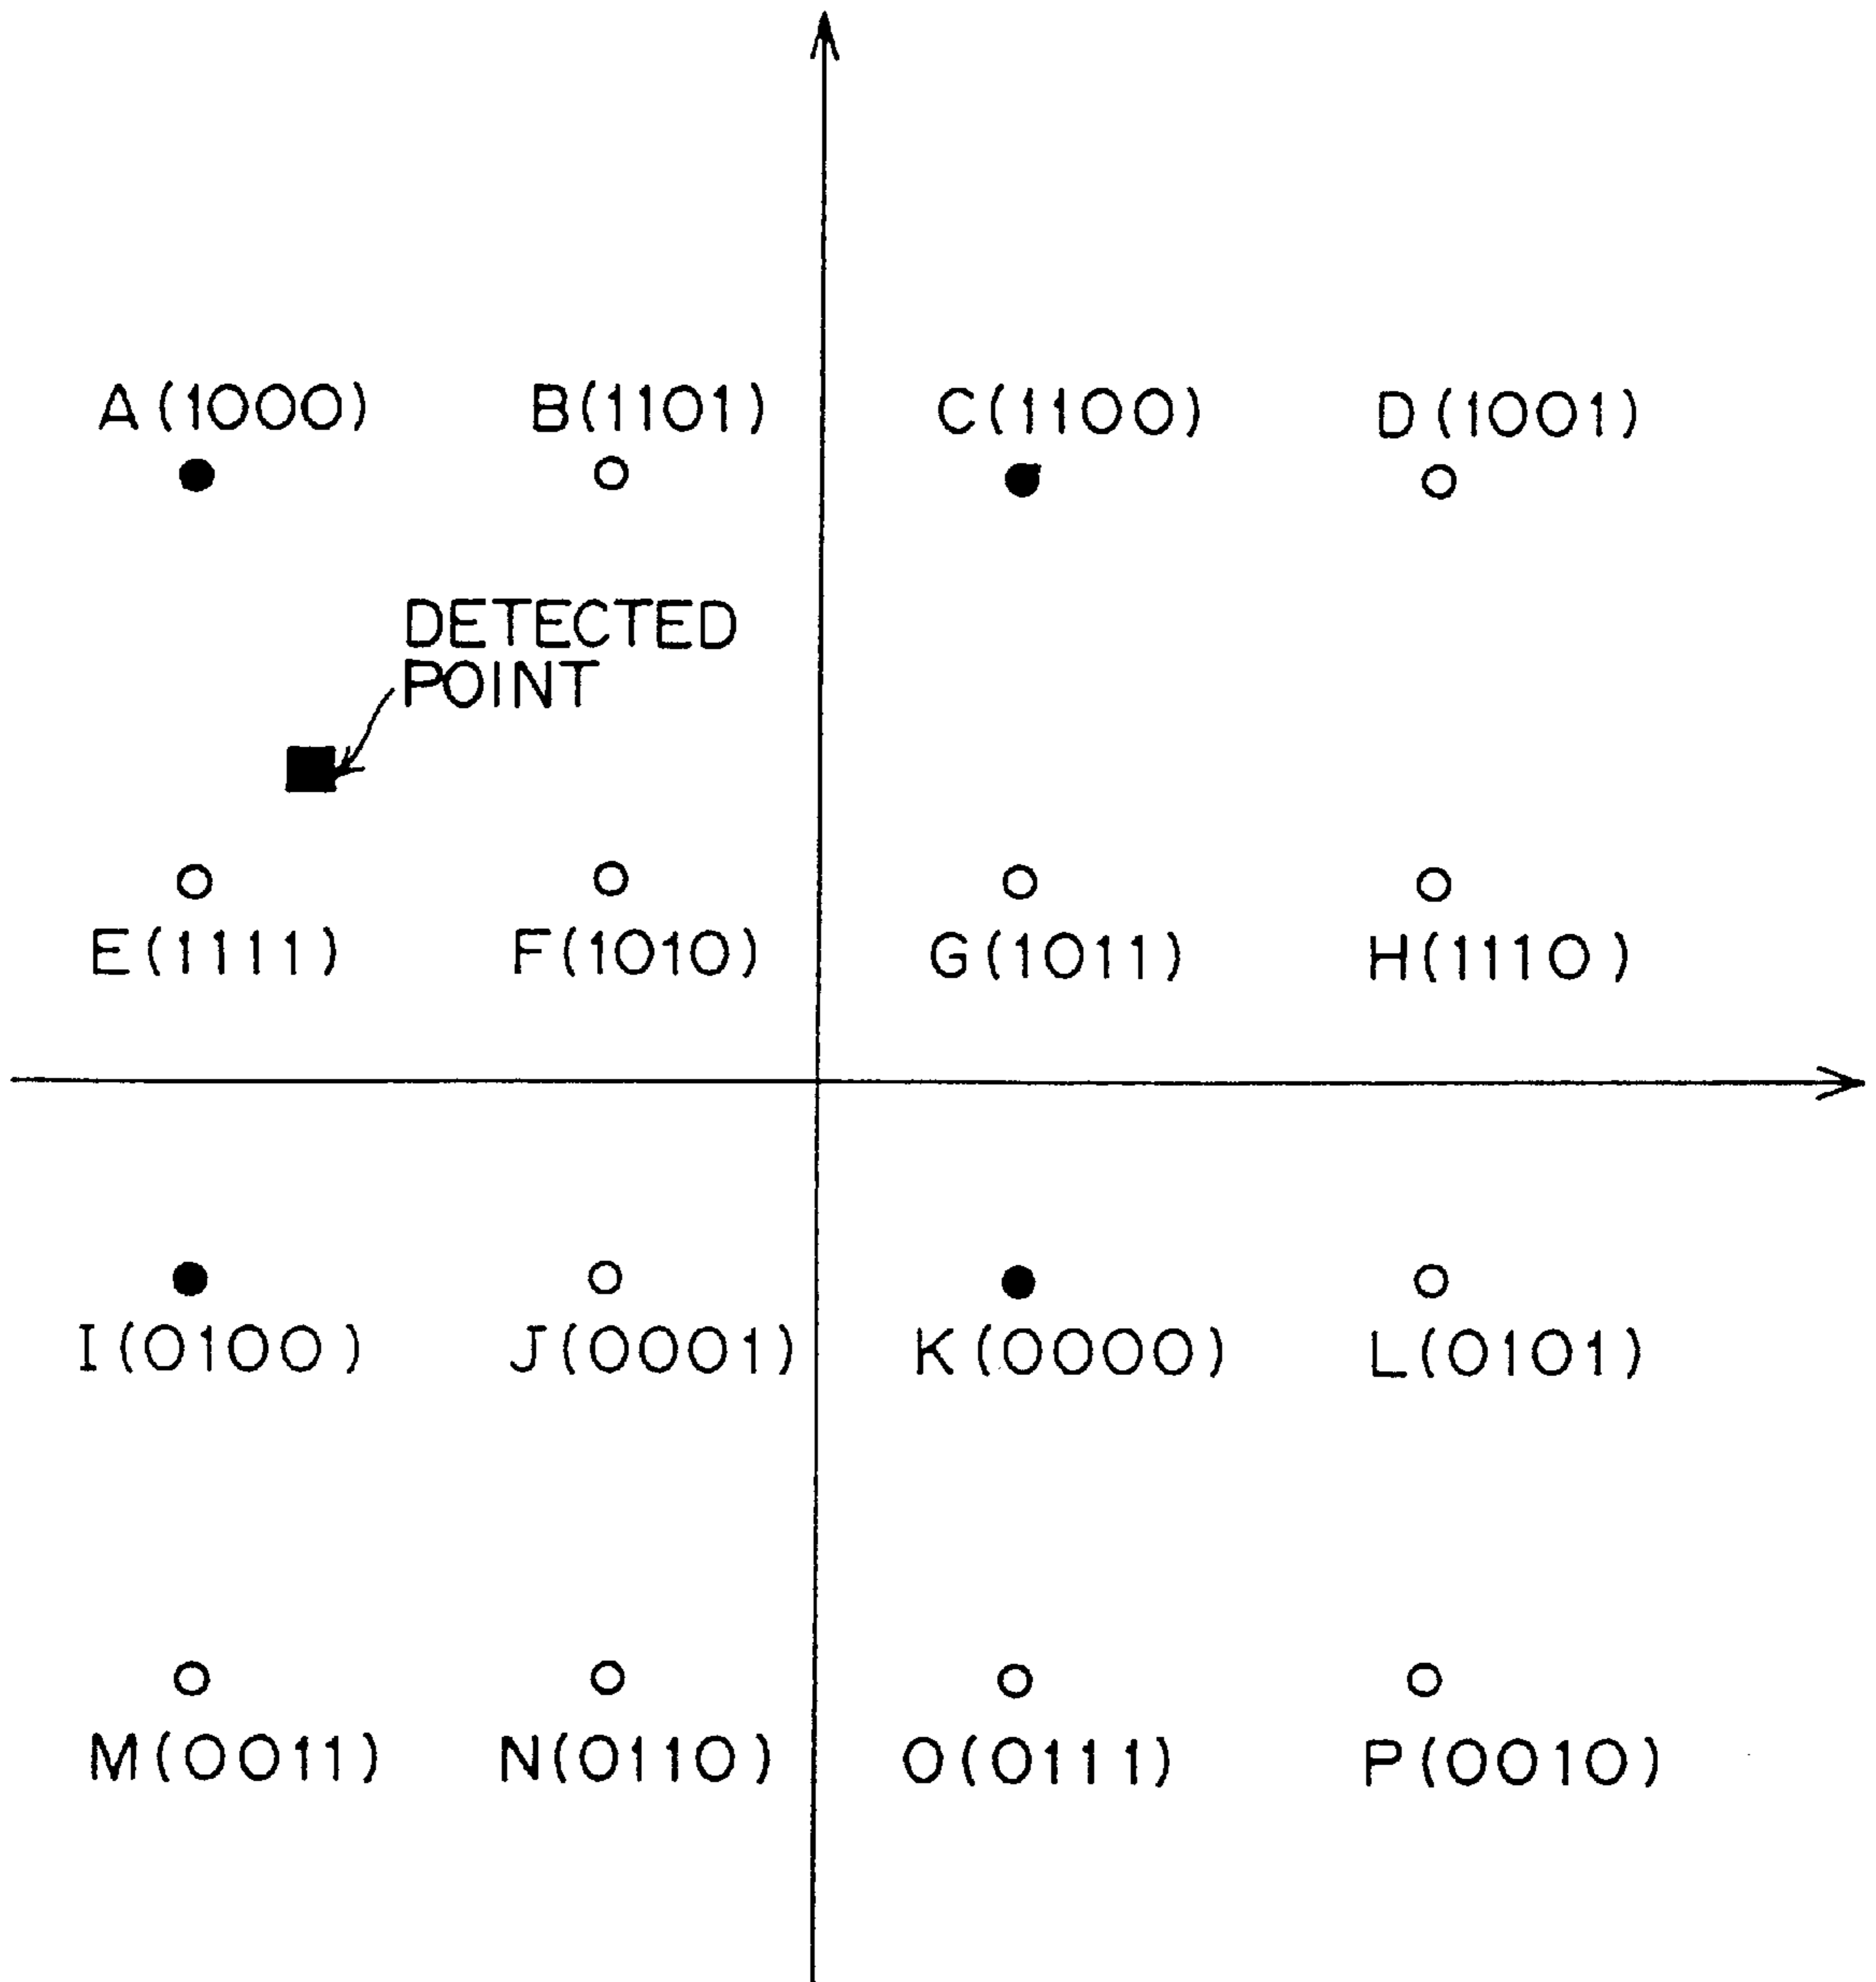 A(1000) B(1101) C(1100) D(1001)
DETECTED
POINT
E(1111) F(1010) G(1011) H(1110)
I(0100) J(0001) K(0000) L(0101)
M(0011) N(0110) O(0111) P(0010)